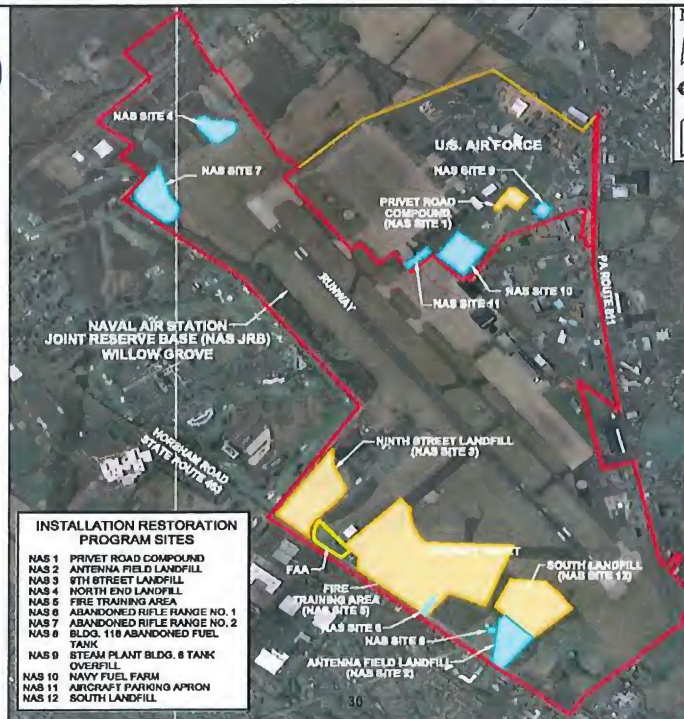 NAS SITE 4
NAS SITE 7
U.S. AIR FORCE
NAS SITE 9
PRIVET ROAD
COMPOUND
(NAS SITE 1)
NAS SITE 10
NAS SITE 11
PA ROUTE 611
RUNWAY
NAVAL AIR STATION
JOINT RESERVE BASE (NAS JRB)
WILLOW GROVE
HORSHAM ROAD
STATE ROUTE 463
NINTH STREET LANDFILL
(NAS SITE 3)
FAA
FIRE
TRAINING AREA
(NAS SITE 5)
SOUTH LANDFILL
(NAS SITE 12)
NAS SITE 6
NAS SITE 8
ANTENNA FIELD LANDFILL
(NAS SITE 2)
INSTALLATION RESTORATION
PROGRAM SITES
NAS 1 PRIVET ROAD COMPOUND
NAS 2 ANTENNA FIELD LANDFILL
NAS 3 9TH STREET LANDFILL
NAS 4 NORTH END LANDFILL
NAS 5 FIRE TRAINING AREA
NAS 6 ABANDONED RIFLE RANGE NO. 1
NAS 7 ABANDONED RIFLE RANGE NO. 2
NAS 8 BLDG. 118 ABANDONED FUEL
TANK
NAS 9 STEAM PLANT BLDG. 6 TANK
OVERFILL
NAS 10 NAVY FUEL FARM
NAS 11 AIRCRAFT PARKING APRON
NAS 12 SOUTH LANDFILL
30